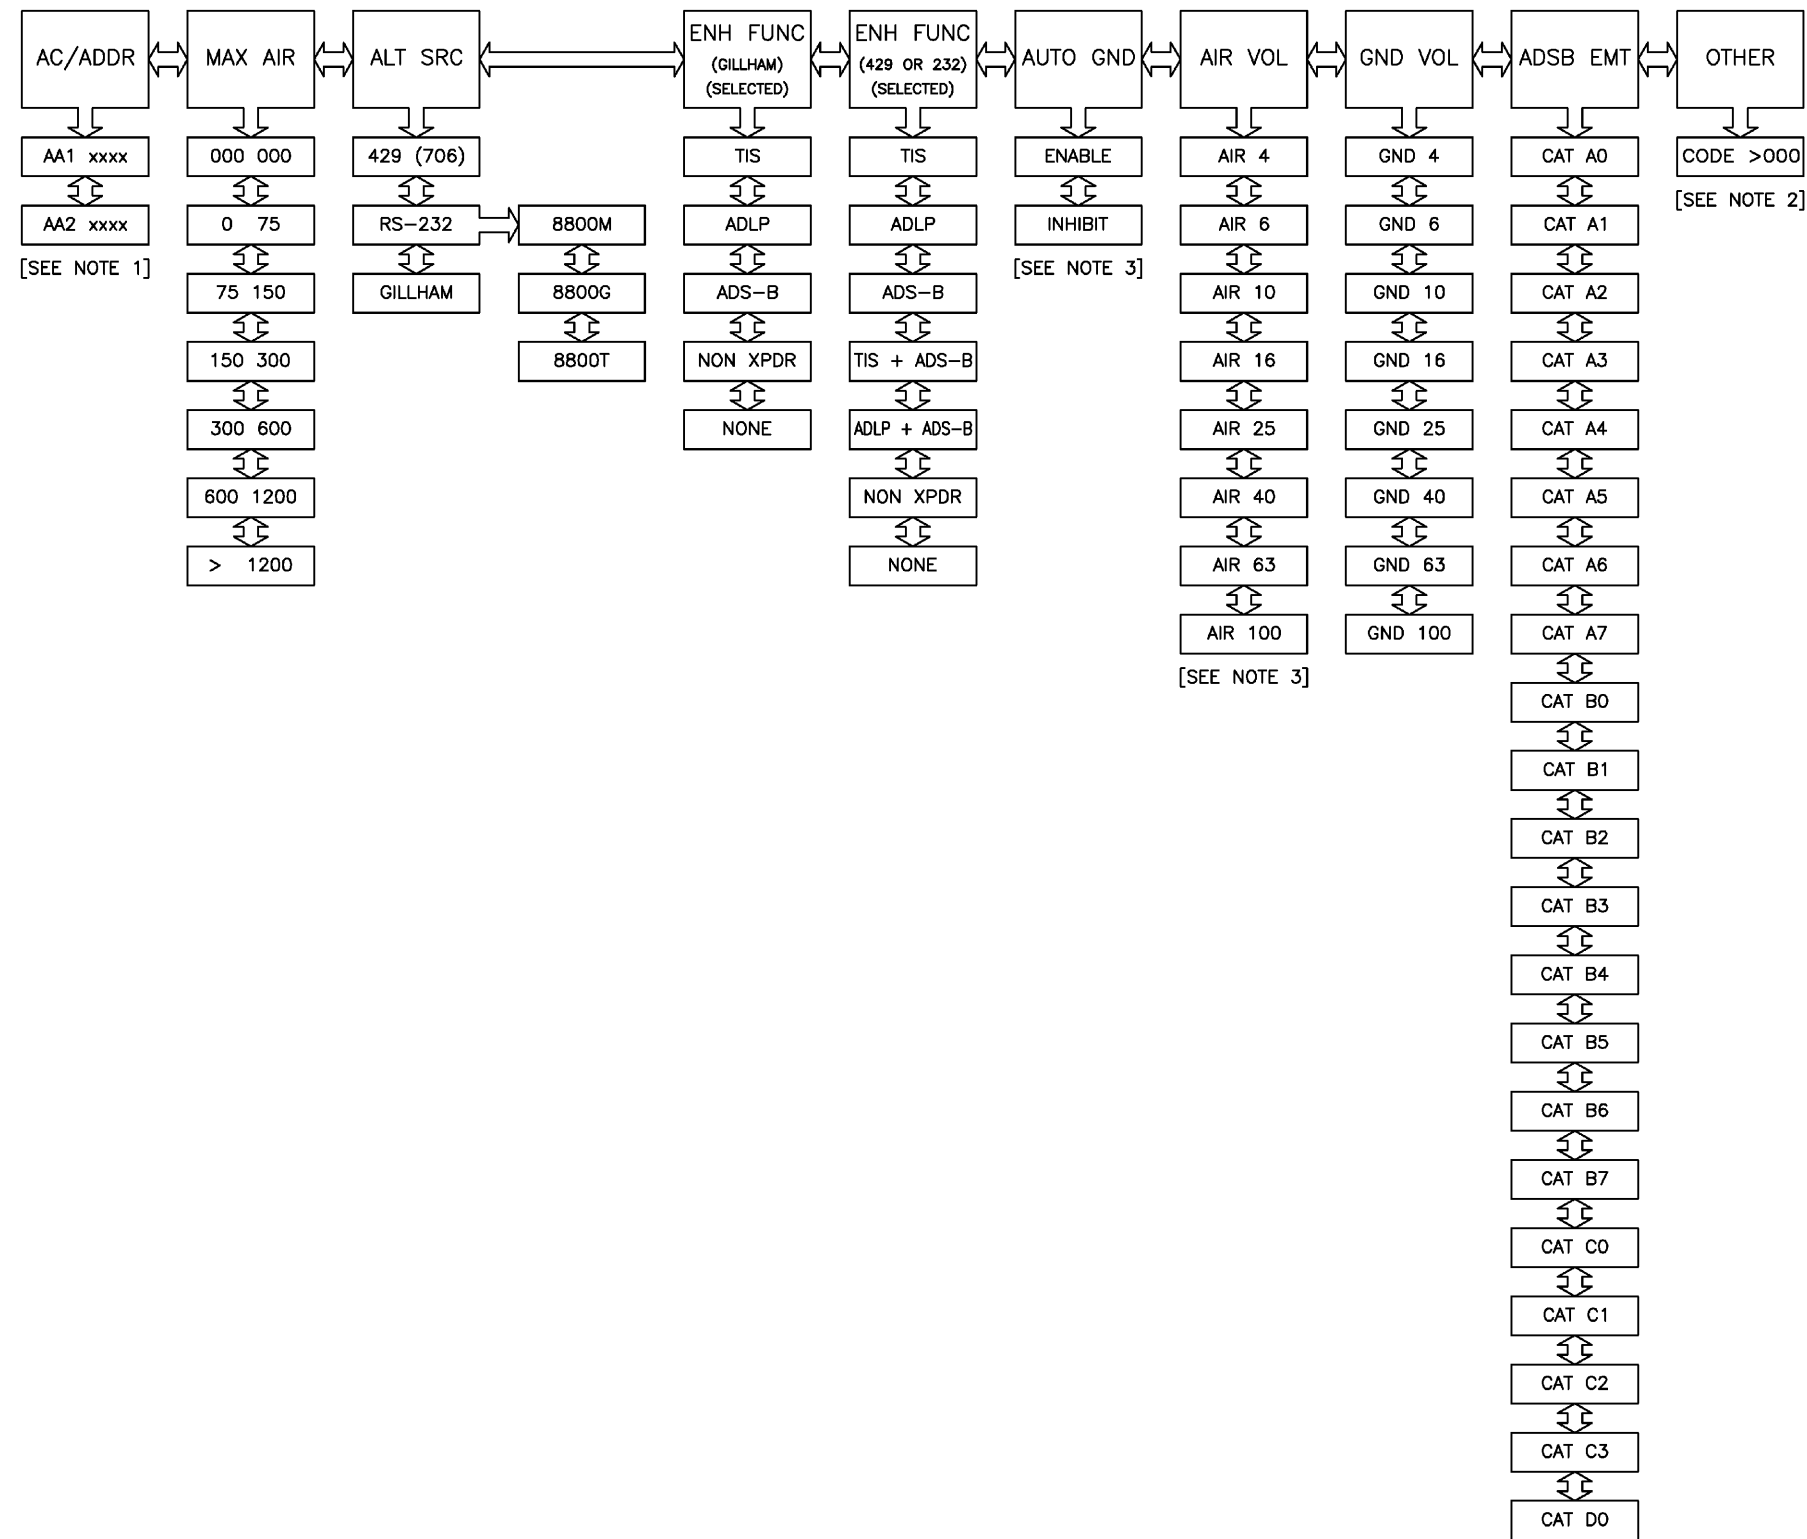 AC/ADDR
AA1 xxxx
AA2 xxxx
[SEE NOTE 1]
MAX AIR
000 000
0 75
75 150
150 300
300 600
600 1200
> 1200
ALT SRC
429 (706)
RS-232
GILLHAM
8800M
8800G
8800T
ENH FUNC
(GILLHAM)
(SELECTED)
TIS
ADLP
ADS-B
NON XPDR
NONE
ENH FUNC
(429 OR 232)
(SELECTED)
TIS
ADLP
ADS-B
TIS + ADS-B
ADLP + ADS-B
NON XPDR
NONE
AUTO GND
ENABLE
INHIBIT
[SEE NOTE 3]
AIR VOL
AIR 4
AIR 6
AIR 10
AIR 16
AIR 25
AIR 40
AIR 63
AIR 100
[SEE NOTE 3]
GND VOL
GND 4
GND 6
GND 10
GND 16
GND 25
GND 40
GND 63
GND 100
ADSB EMT
CAT A0
CAT A1
CAT A2
CAT A3
CAT A4
CAT A5
CAT A6
CAT A7
CAT B0
CAT B1
CAT B2
CAT B3
CAT B4
CAT B5
CAT B6
CAT B7
CAT C0
CAT C1
CAT C2
CAT C3
CAT D0
OTHER
CODE >000
[SEE NOTE 2]